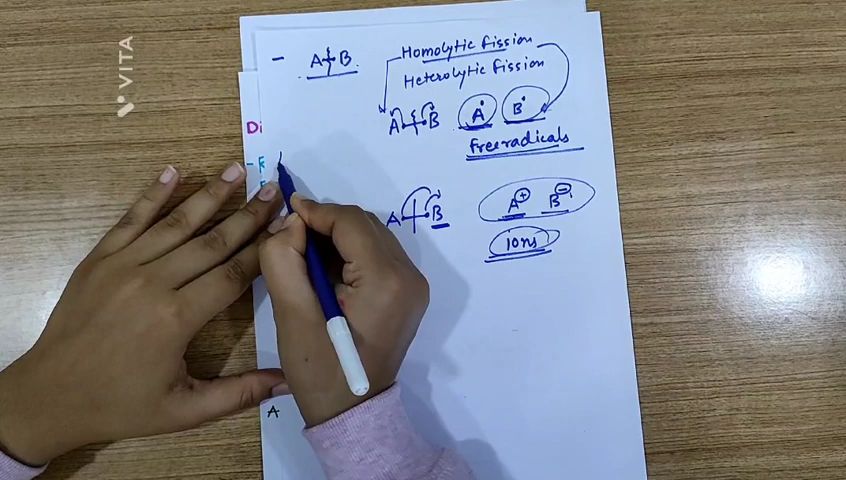 VITA
- A B
Homolytic fission
Heterolytic fission
A B A• B•
free radicals
Di
- F
A B A+ B-
Ions
A